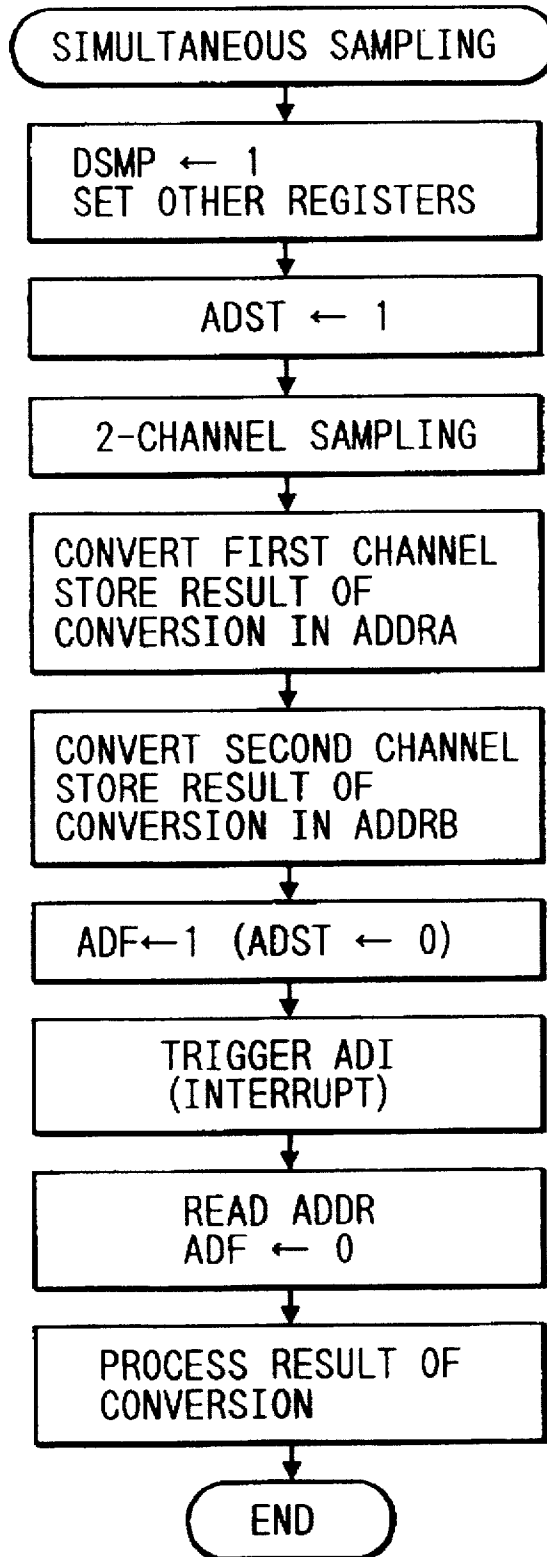 SIMULTANEOUS SAMPLING
DSMP ← 1
SET OTHER REGISTERS
ADST ← 1
2-CHANNEL SAMPLING
CONVERT FIRST CHANNEL
STORE RESULT OF
CONVERSION IN ADDRA
CONVERT SECOND CHANNEL
STORE RESULT OF
CONVERSION IN ADDRB
ADF←1 (ADST ← 0)
TRIGGER ADI
(INTERRUPT)
READ ADDR
ADF ← 0
PROCESS RESULT OF
CONVERSION
END